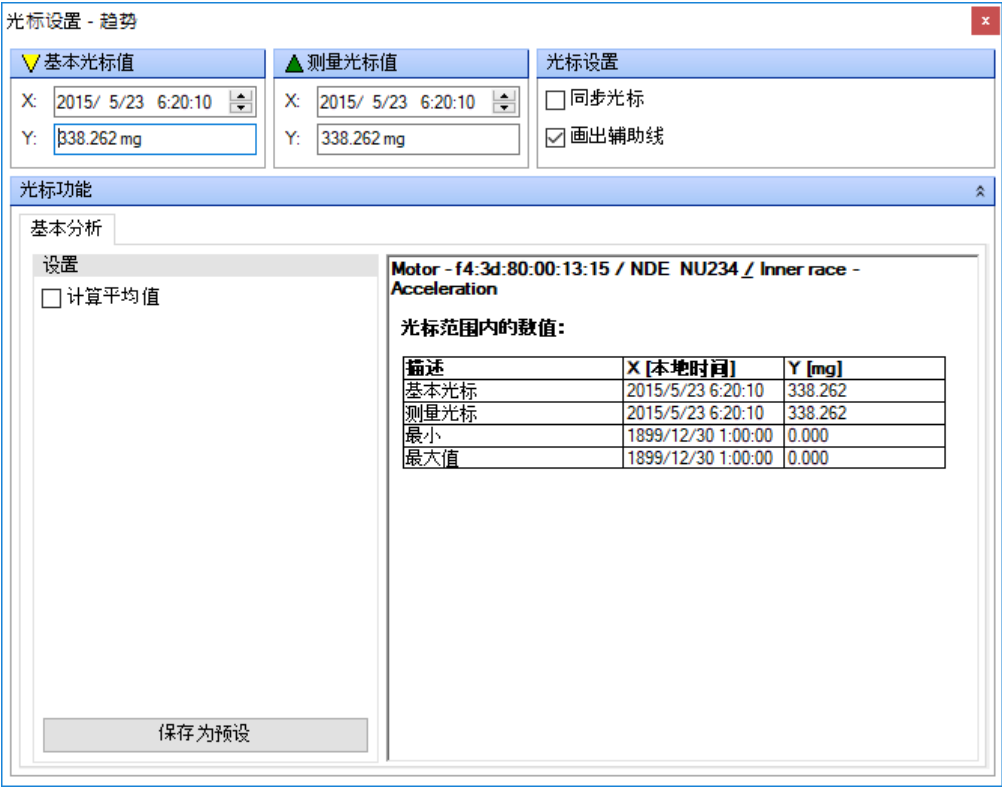 光标设置 - 趋势
x
基本光标值
X: 2015/ 5/23 6:20:10
Y: 338.262 mg
测量光标值
X: 2015/ 5/23 6:20:10
Y: 338.262 mg
光标设置
同步光标
画出辅助线
光标功能
基本分析
设置
计算平均值
保存为预设
Motor - f4:3d:80:00:13:15 / NDE NU234 / Inner race -
Acceleration
光标范围内的数值:
描述 X [本地时间] Y [mg]
基本光标 2015/5/23 6:20:10 338.262
测量光标 2015/5/23 6:20:10 338.262
最小 1899/12/30 1:00:00 0.000
最大值 1899/12/30 1:00:00 0.000